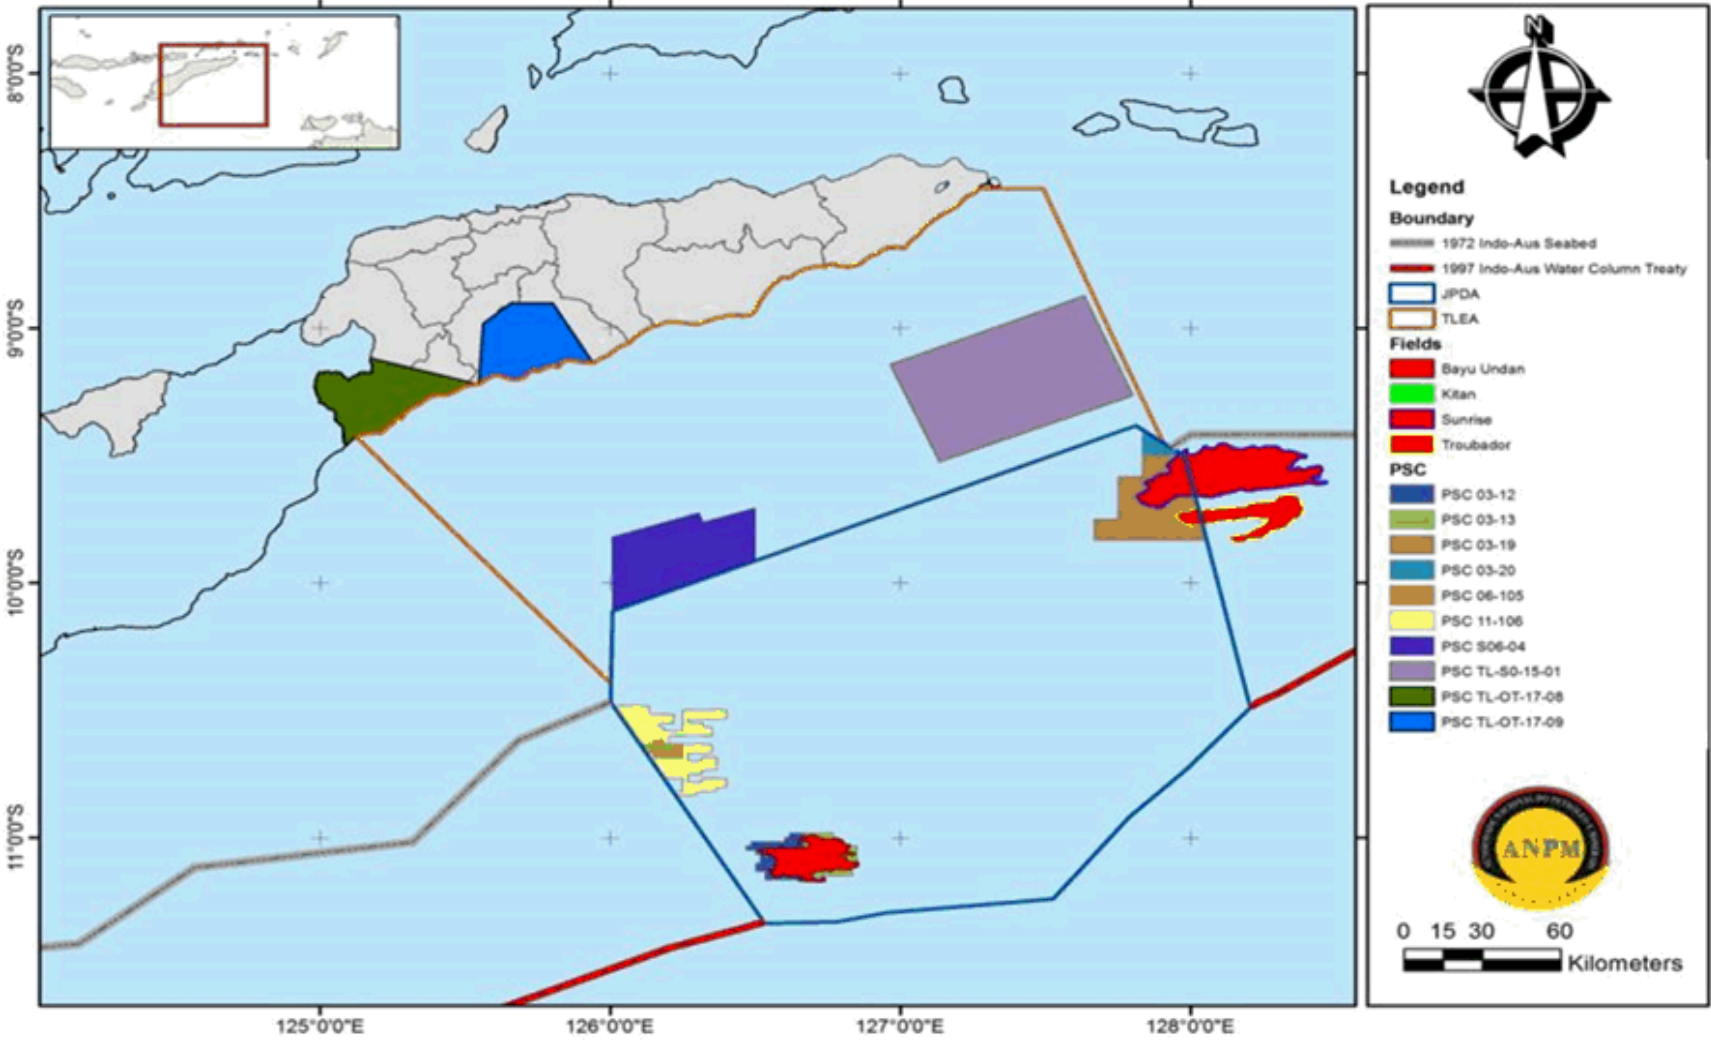 8°0'0"S
9°0'0"S
10°0'0"S
11°0'0"S
125°0'0"E
126°0'0"E
127°0'0"E
128°0'0"E
N
Legend
Boundary
1972 Indo-Aus Seabed
1997 Indo-Aus Water Column Treaty
JPDA
TLEA
Fields
Bayu Undan
Kitan
Sunrise
Troubador
PSC
PSC 03-12
PSC 03-13
PSC 03-19
PSC 03-20
PSC 06-105
PSC 11-106
PSC S06-04
PSC TL-S0-15-01
PSC TL-OT-17-08
PSC TL-OT-17-09
ANPM
0 15 30 60
Kilometers